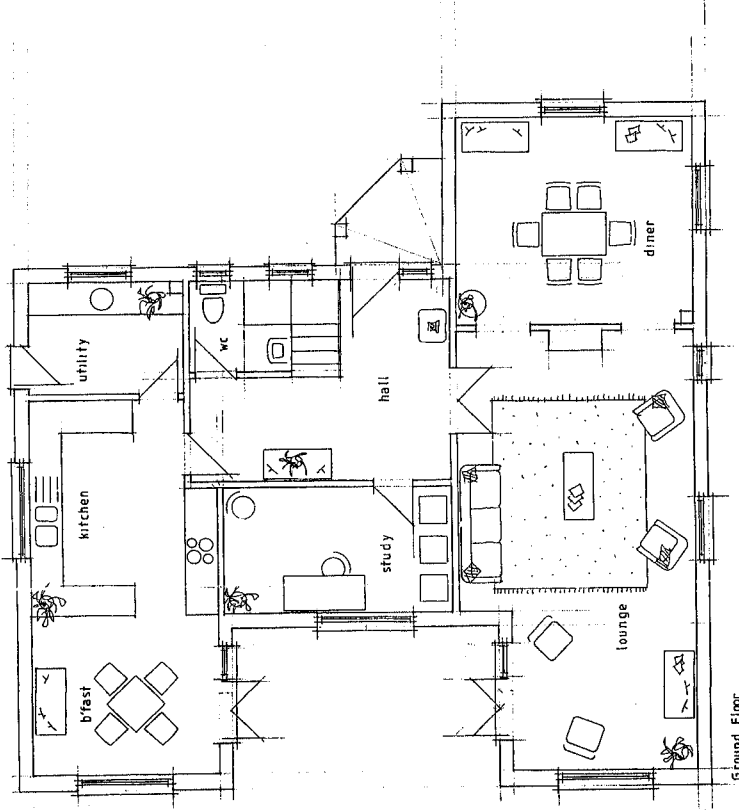 utility
wc
kitchen
hall
diner
study
b'fast
lounge
Ground Floor